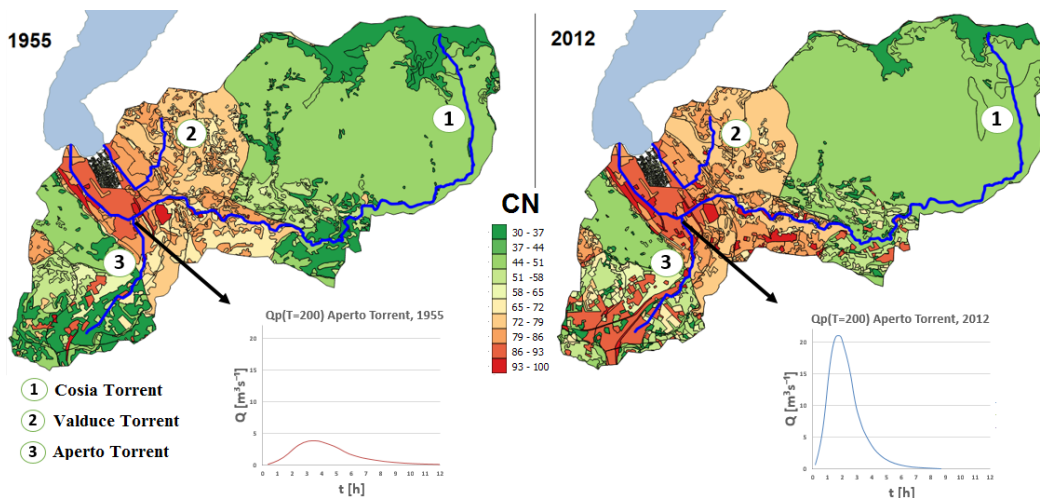 1955
2012
1
2
3
1
2
3
CN
30 - 37
37 - 44
44 - 51
51 - 58
58 - 65
65 - 72
72 - 79
79 - 86
86 - 93
93 - 100
1 Cosia Torrent
2 Valduce Torrent
3 Aperto Torrent
Qp(T=200) Aperto Torrent, 1955
Q [m³s⁻¹]
20
15
10
5
0
0 1 2 3 4 5 6 7 8 9 10 11 12
t [h]
Qp(T=200) Aperto Torrent, 2012
Q [m³s⁻¹]
20
15
10
5
0
0 1 2 3 4 5 6 7 8 9 10 11 12
t [h]